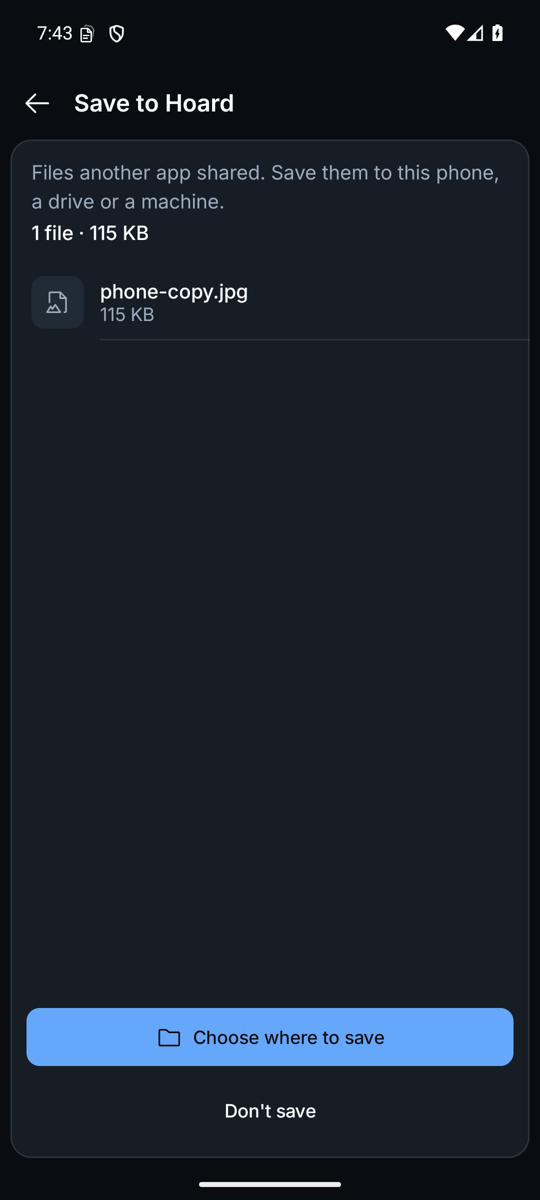 7:43
Save to Hoard
Files another app shared. Save them to this phone,
a drive or a machine.
1 file · 115 KB
phone-copy.jpg
115 KB
Choose where to save
Don't save